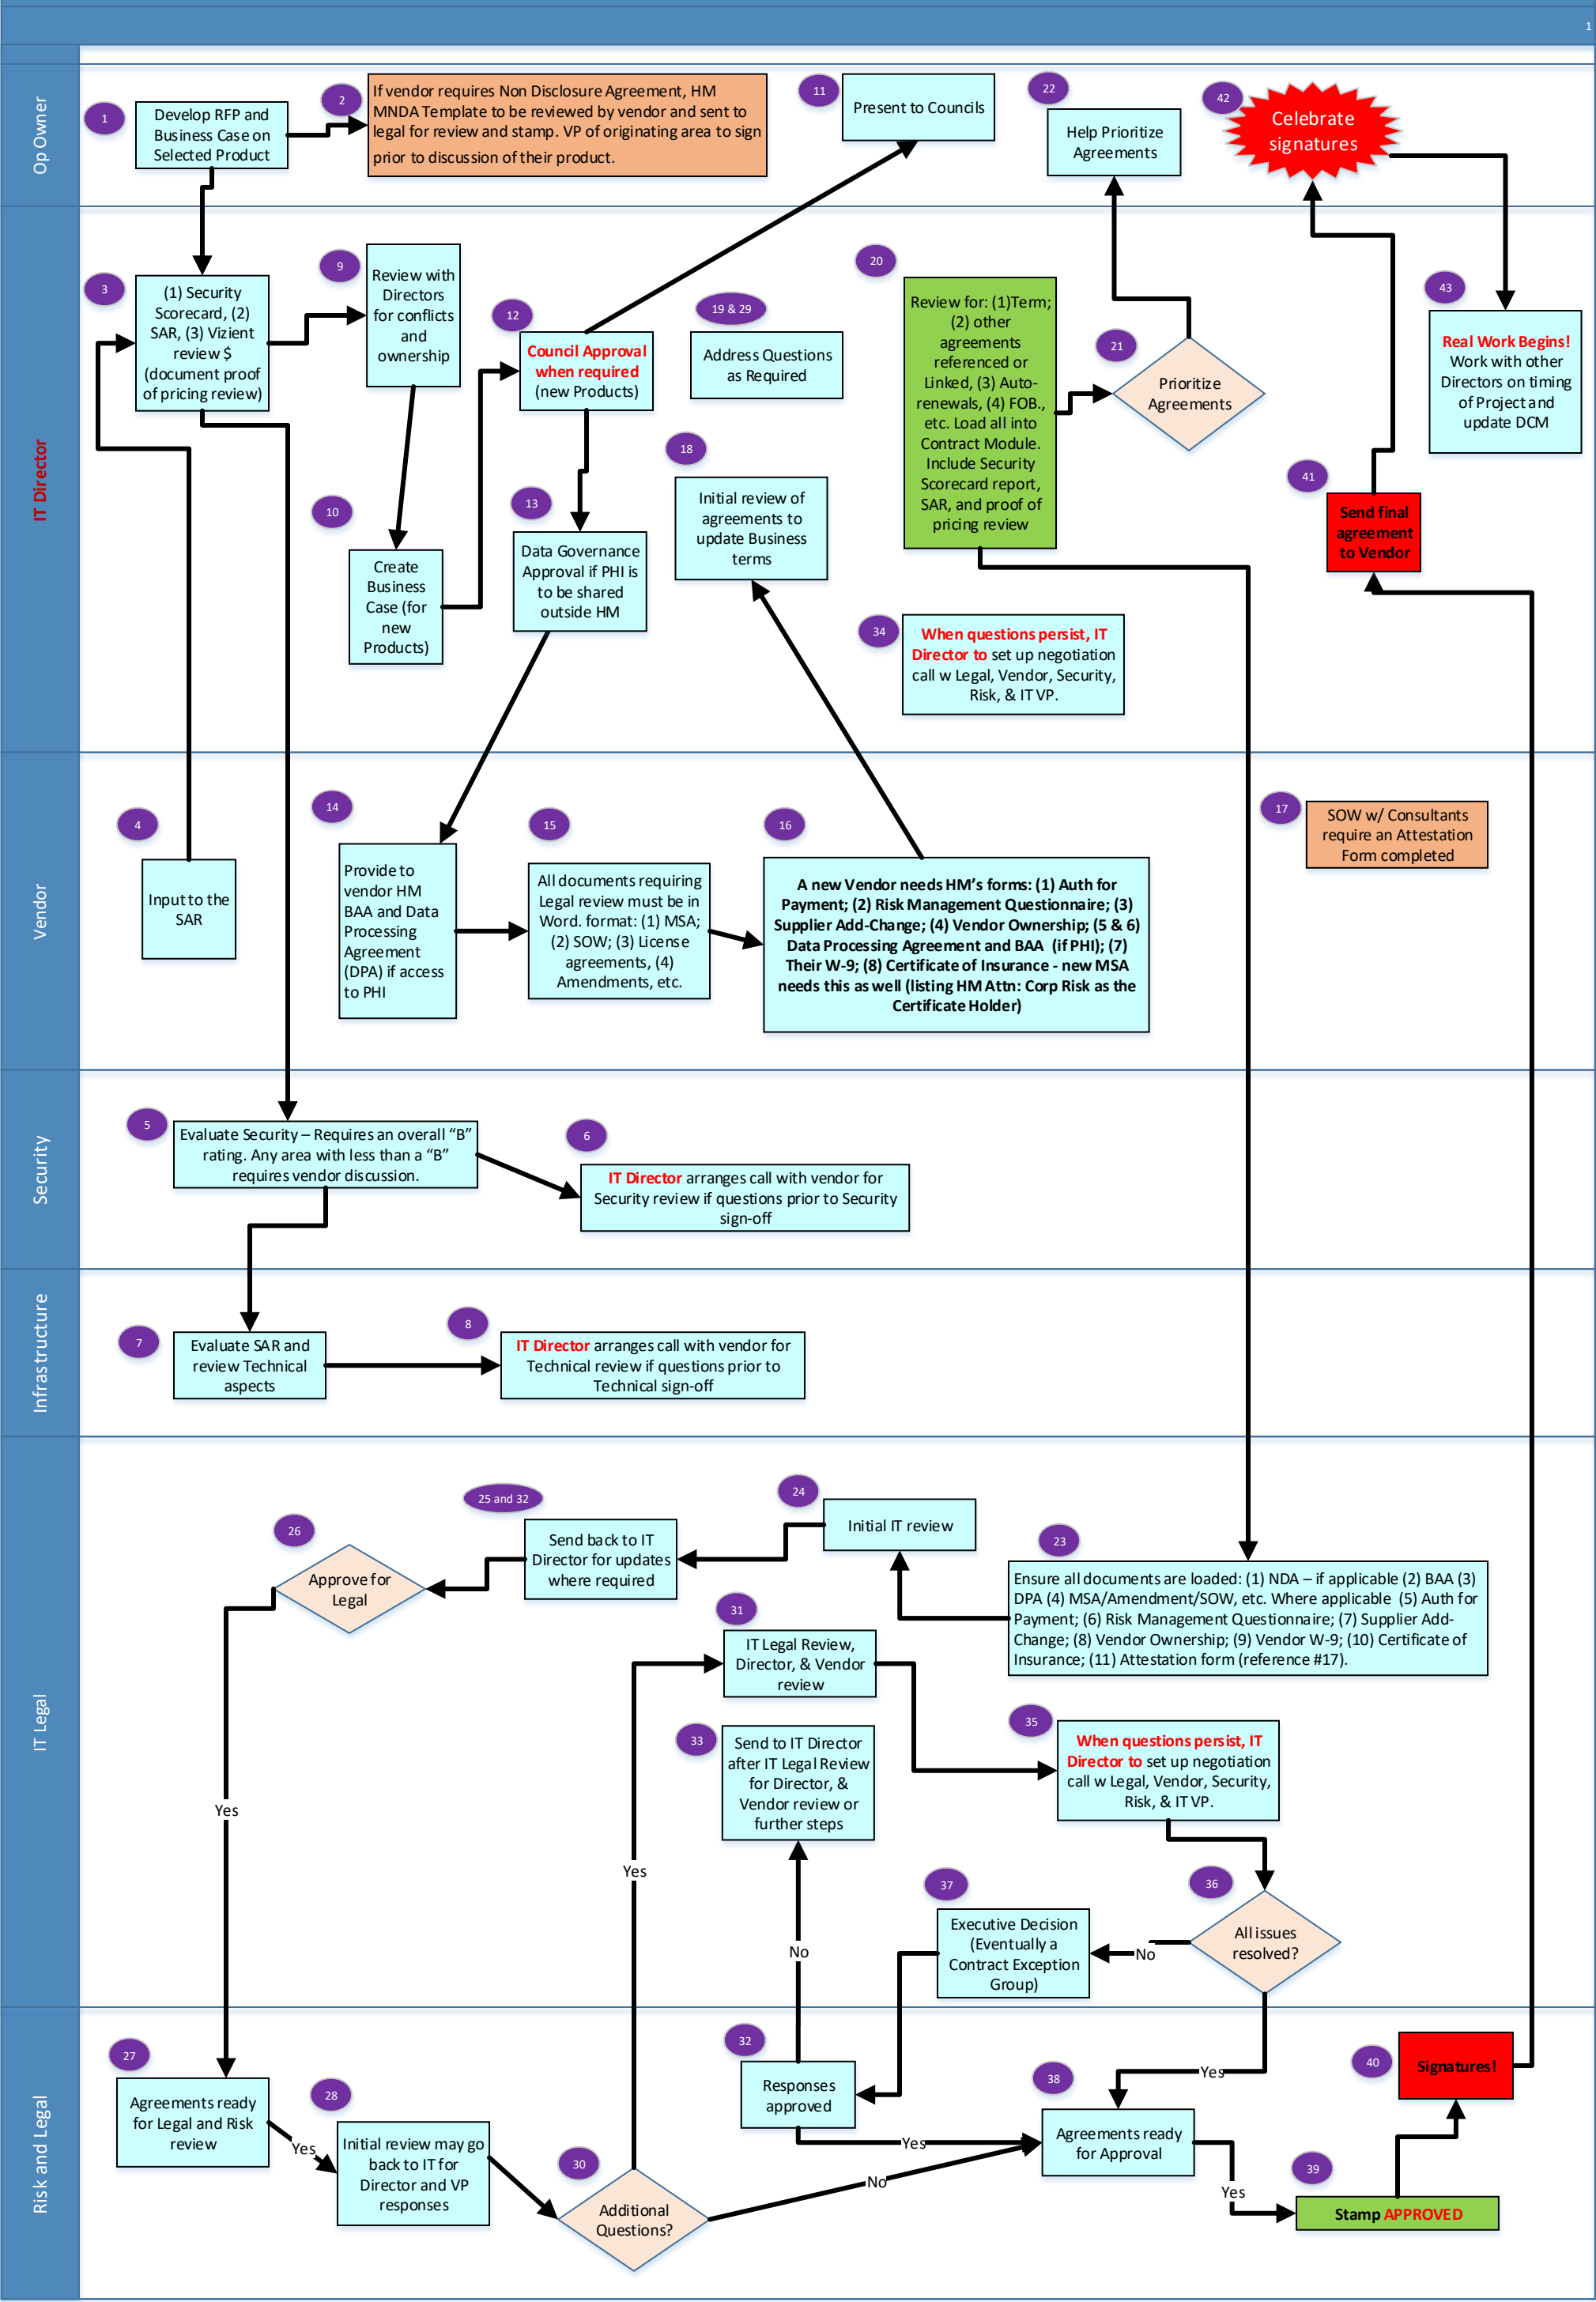 1
Op Owner
1
Develop RFP and
Business Case on
Selected Product
2
If vendor requires Non Disclosure Agreement, HM
MNDA Template to be reviewed by vendor and sent to
legal for review and stamp. VP of originating area to sign
prior to discussion of their product.
11
Present to Councils
22
Help Prioritize
Agreements
42
Celebrate
signatures
IT Director
3
(1) Security
Scorecard, (2)
SAR, (3) Vizient
review $
(document proof
of pricing review)
9
Review with
Directors
for conflicts
and
ownership
10
Create
Business
Case (for
new
Products)
12
Council Approval
when required
(new Products)
13
Data Governance
Approval if PHI is
to be shared
outside HM
19 & 29
Address Questions
as Required
18
Initial review of
agreements to
update Business
terms
20
Review for: (1)Term;
(2) other
agreements
referenced or
Linked, (3) Auto-
renewals, (4) FOB.,
etc. Load all into
Contract Module.
Include Security
Scorecard report,
SAR, and proof of
pricing review
21
Prioritize
Agreements
34
When questions persist, IT
Director to set up negotiation
call w Legal, Vendor, Security,
Risk, & IT VP.
43
Real Work Begins!
Work with other
Directors on timing
of Project and
update DCM
41
Send final
agreement
to Vendor
Vendor
4
Input to the
SAR
14
Provide to
vendor HM
BAA and Data
Processing
Agreement
(DPA) if access
to PHI
15
All documents requiring
Legal review must be in
Word. format: (1) MSA;
(2) SOW; (3) License
agreements, (4)
Amendments, etc.
16
A new Vendor needs HM's forms: (1) Auth for
Payment; (2) Risk Management Questionnaire; (3)
Supplier Add-Change; (4) Vendor Ownership; (5 & 6)
Data Processing Agreement and BAA (if PHI); (7)
Their W-9; (8) Certificate of Insurance - new MSA
needs this as well (listing HM Attn: Corp Risk as the
Certificate Holder)
17
SOW w/ Consultants
require an Attestation
Form completed
Security
5
Evaluate Security – Requires an overall “B”
rating. Any area with less than a “B”
requires vendor discussion.
6
IT Director arranges call with vendor for
Security review if questions prior to Security
sign-off
Infrastructure
7
Evaluate SAR and
review Technical
aspects
8
IT Director arranges call with vendor for
Technical review if questions prior to
Technical sign-off
IT Legal
23
Ensure all documents are loaded: (1) NDA – if applicable (2) BAA (3)
DPA (4) MSA/Amendment/SOW, etc. Where applicable (5) Auth for
Payment; (6) Risk Management Questionnaire; (7) Supplier Add-
Change; (8) Vendor Ownership; (9) Vendor W-9; (10) Certificate of
Insurance; (11) Attestation form (reference #17).
24
Initial IT review
25 and 32
Send back to IT
Director for updates
where required
26
Approve for
Legal
Yes
31
IT Legal Review,
Director, & Vendor
review
Yes
33
Send to IT Director
after IT Legal Review
for Director, &
Vendor review or
further steps
No
35
When questions persist, IT
Director to set up negotiation
call w Legal, Vendor, Security,
Risk, & IT VP.
36
All issues
resolved?
No
37
Executive Decision
(Eventually a
Contract Exception
Group)
Risk and Legal
27
Agreements ready
for Legal and Risk
review
Yes
28
Initial review may go
back to IT for
Director and VP
responses
30
Additional
Questions?
No
32
Responses
approved
Yes
Yes
38
Agreements ready
for Approval
Yes
39
Stamp APPROVED
40
Signatures!